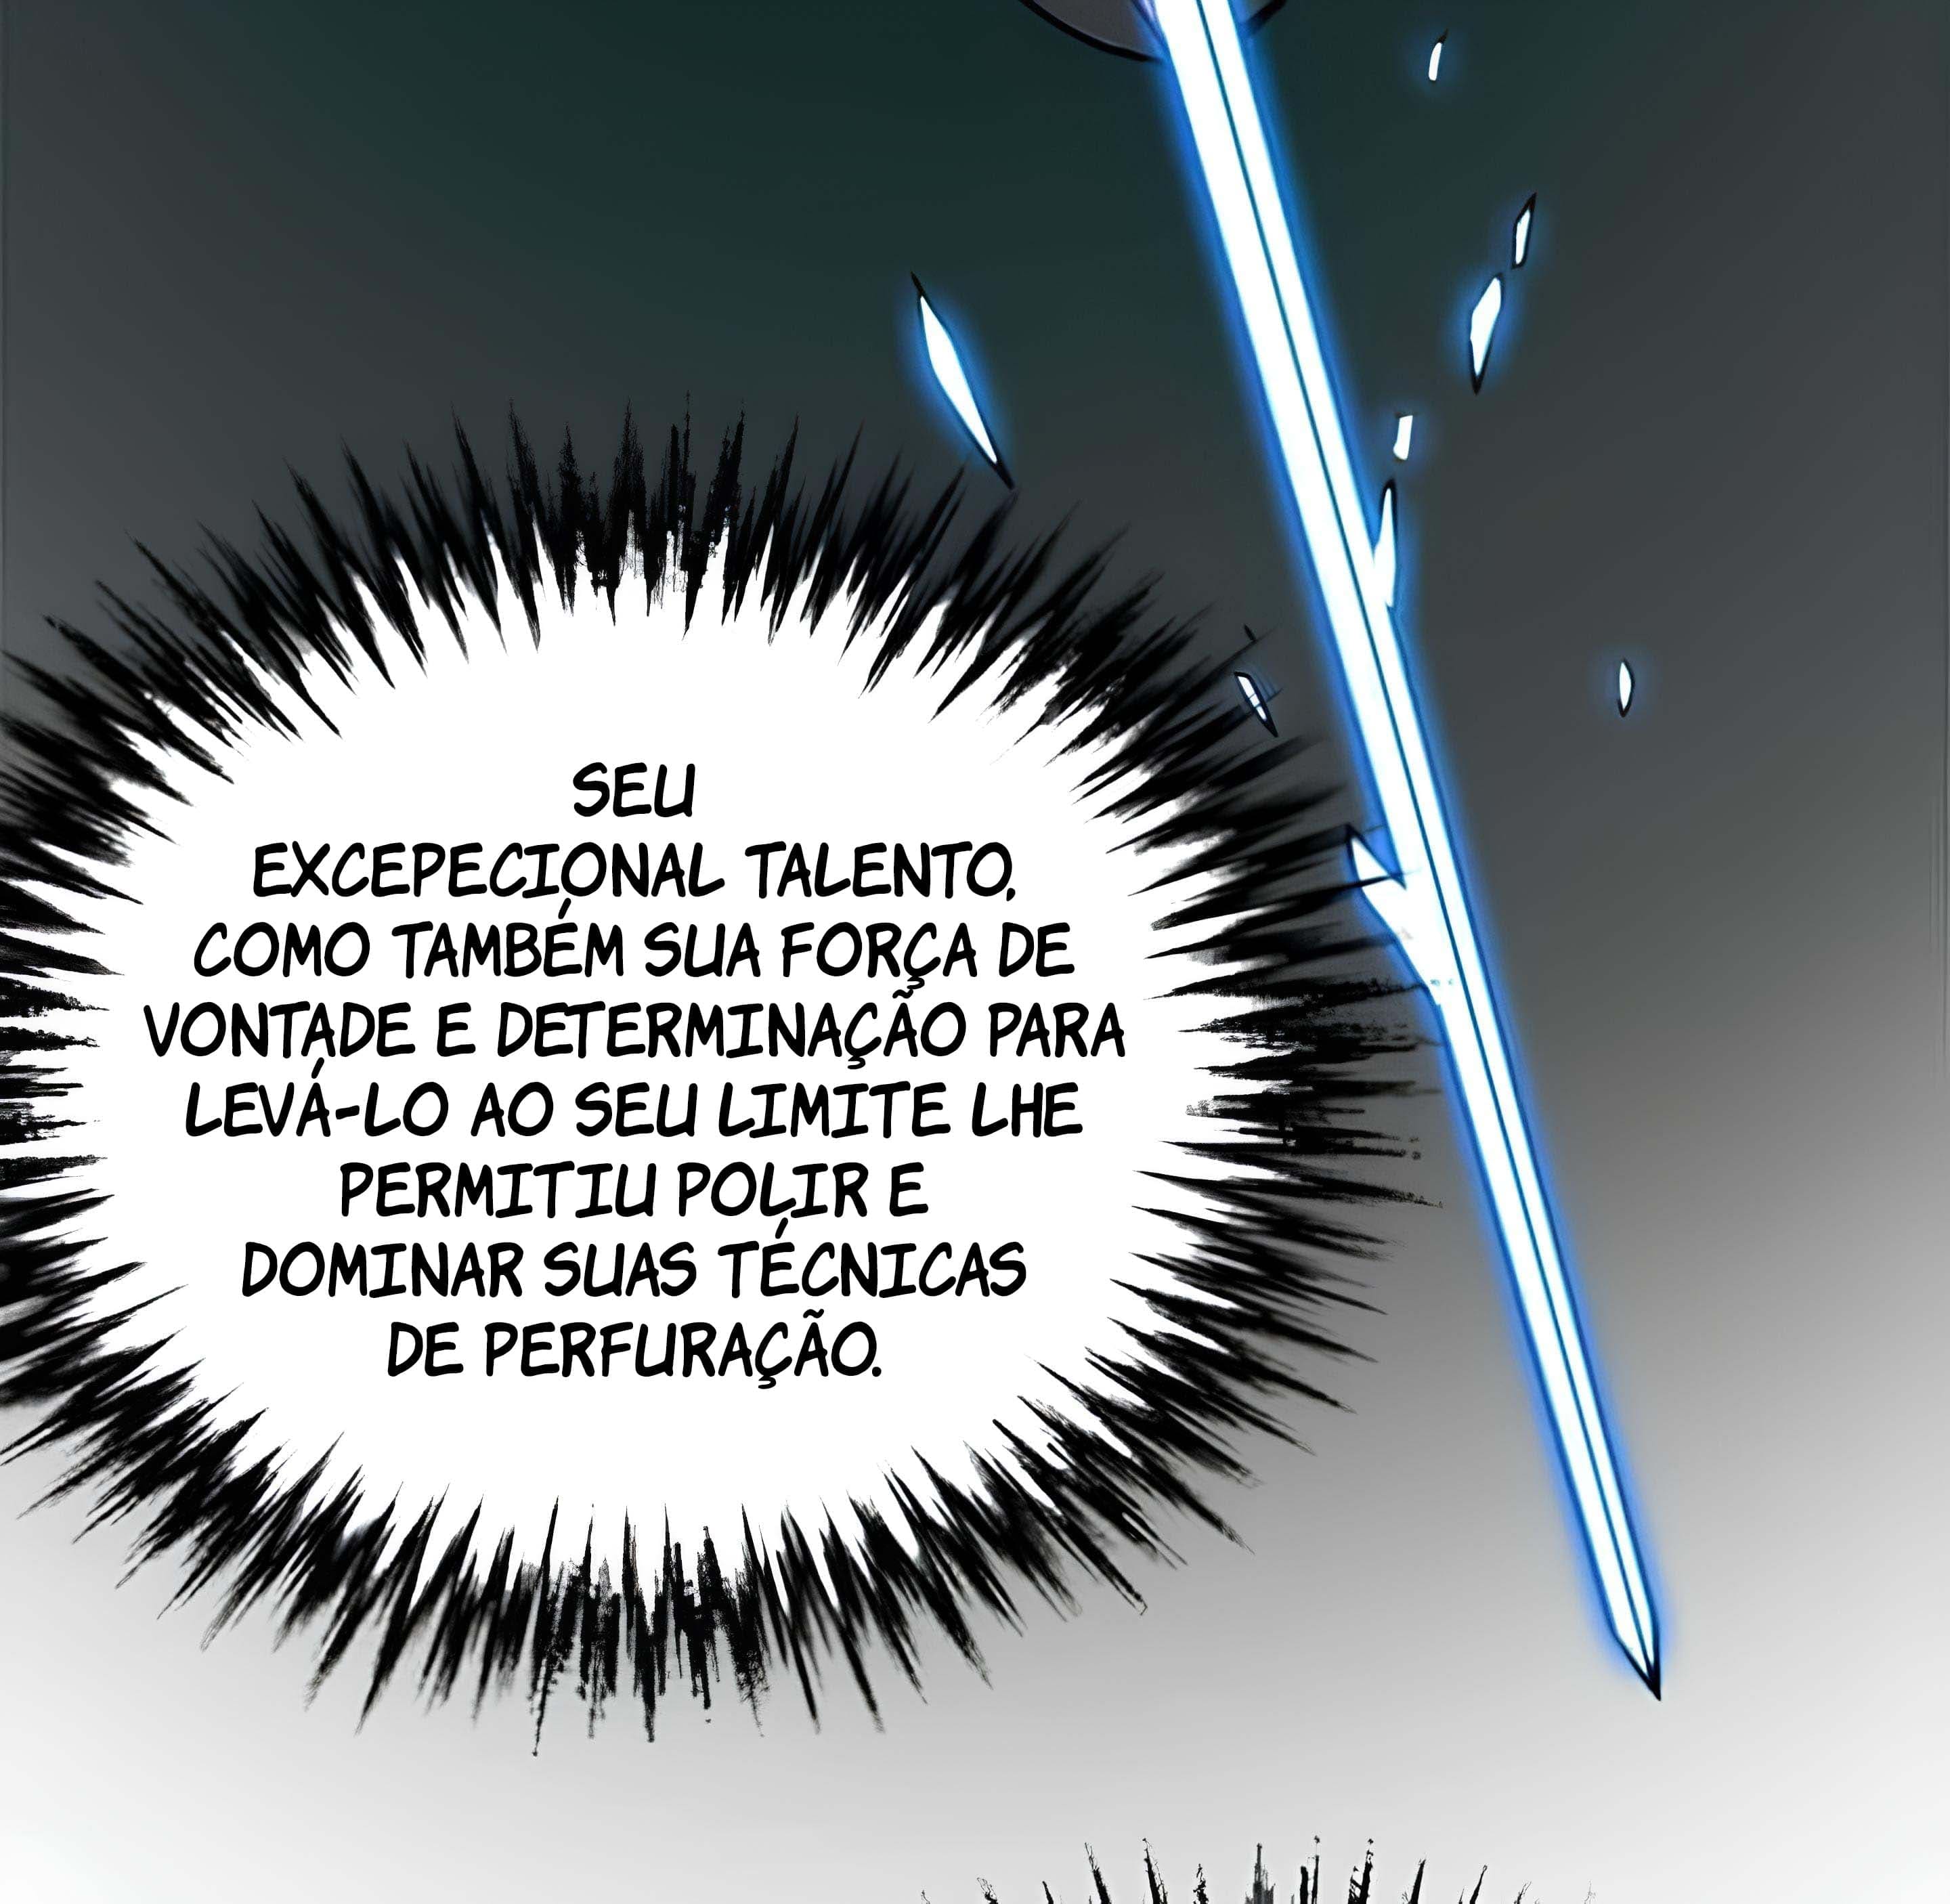 SEU
EXCEPECIONAL TALENTO,
COMO TAMBÉM SUA FORÇA DE
VONTADE E DETERMINAÇÃO PARA
LEVÁ-LO AO SEU LIMITE LHE
PERMITIU POLIR E
DOMINAR SUAS TÉCNICAS
DE PERFURAÇÃO.